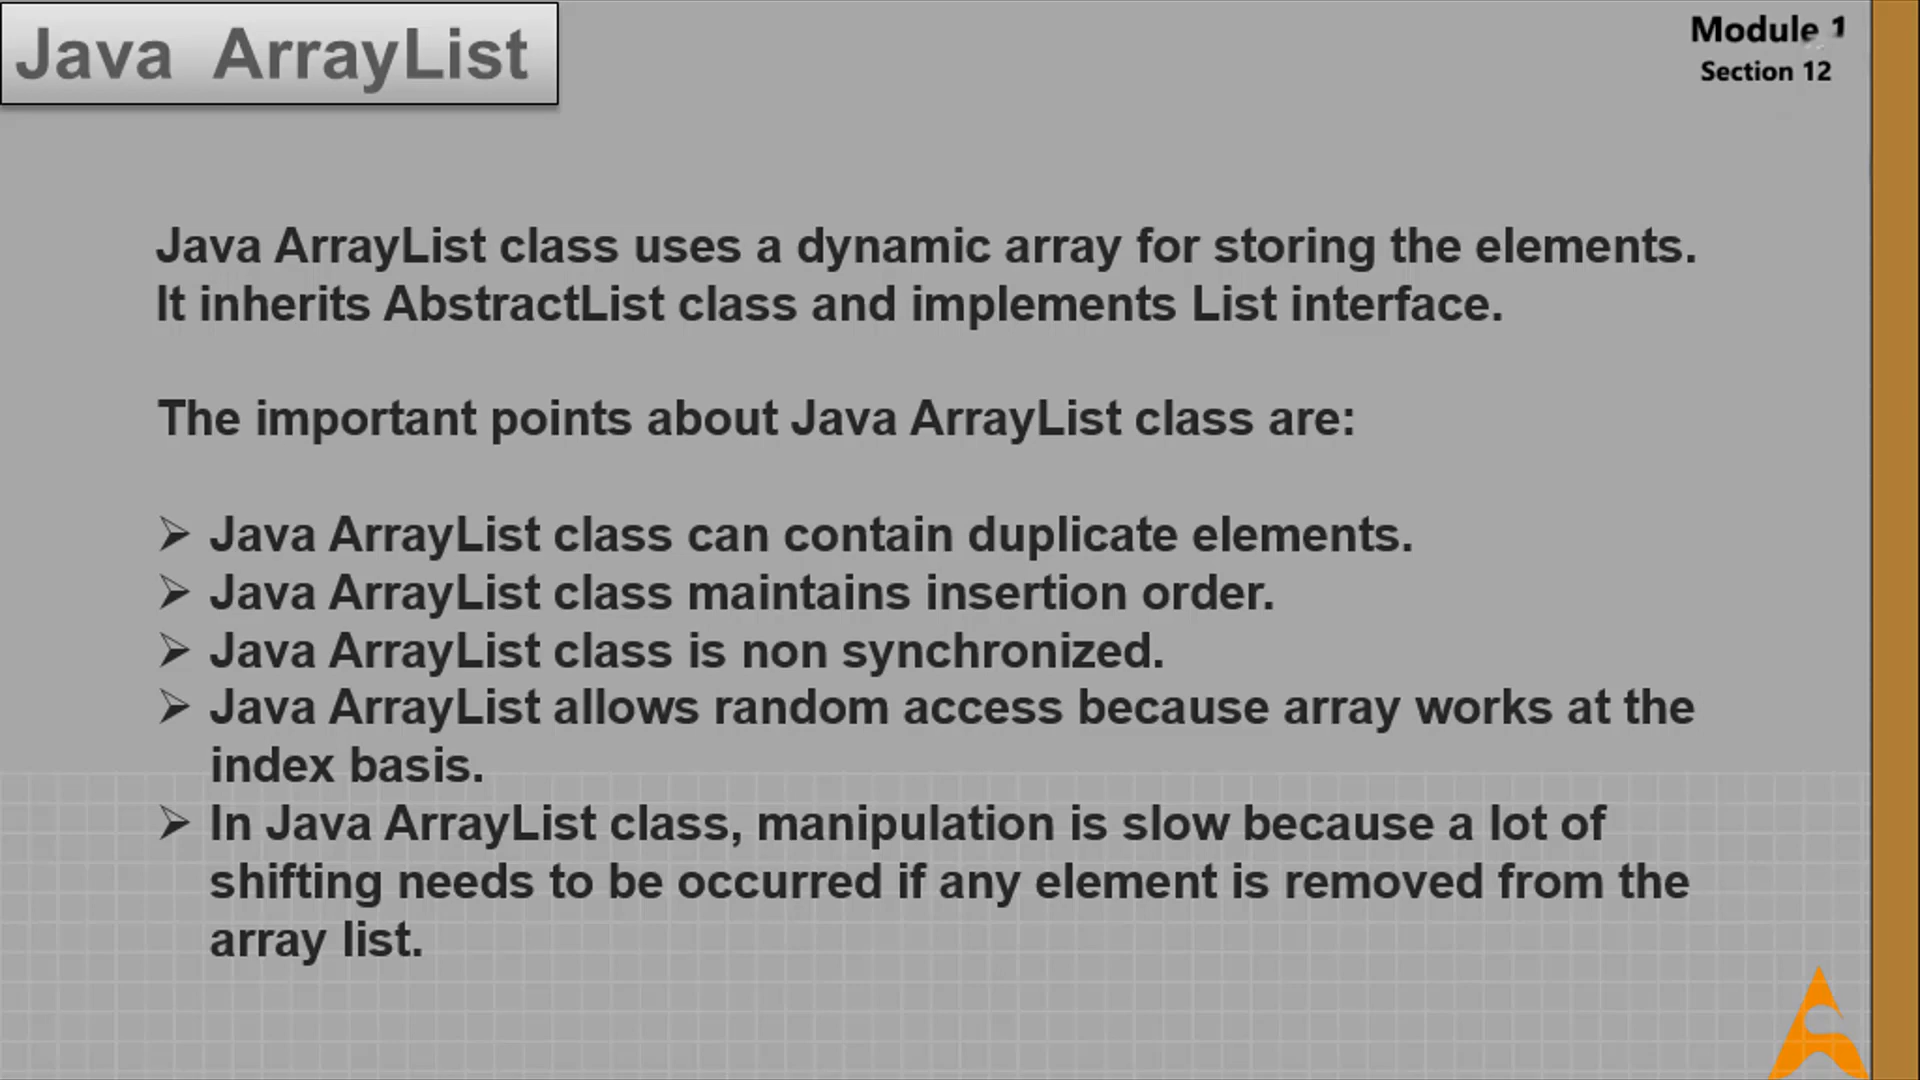 Java ArrayList
Module 1
Section 12
Java ArrayList class uses a dynamic array for storing the elements.
It inherits AbstractList class and implements List interface.
The important points about Java ArrayList class are:
➢ Java ArrayList class can contain duplicate elements.
➢ Java ArrayList class maintains insertion order.
➢ Java ArrayList class is non synchronized.
➢ Java ArrayList allows random access because array works at the
index basis.
➢ In Java ArrayList class, manipulation is slow because a lot of
shifting needs to be occurred if any element is removed from the
array list.